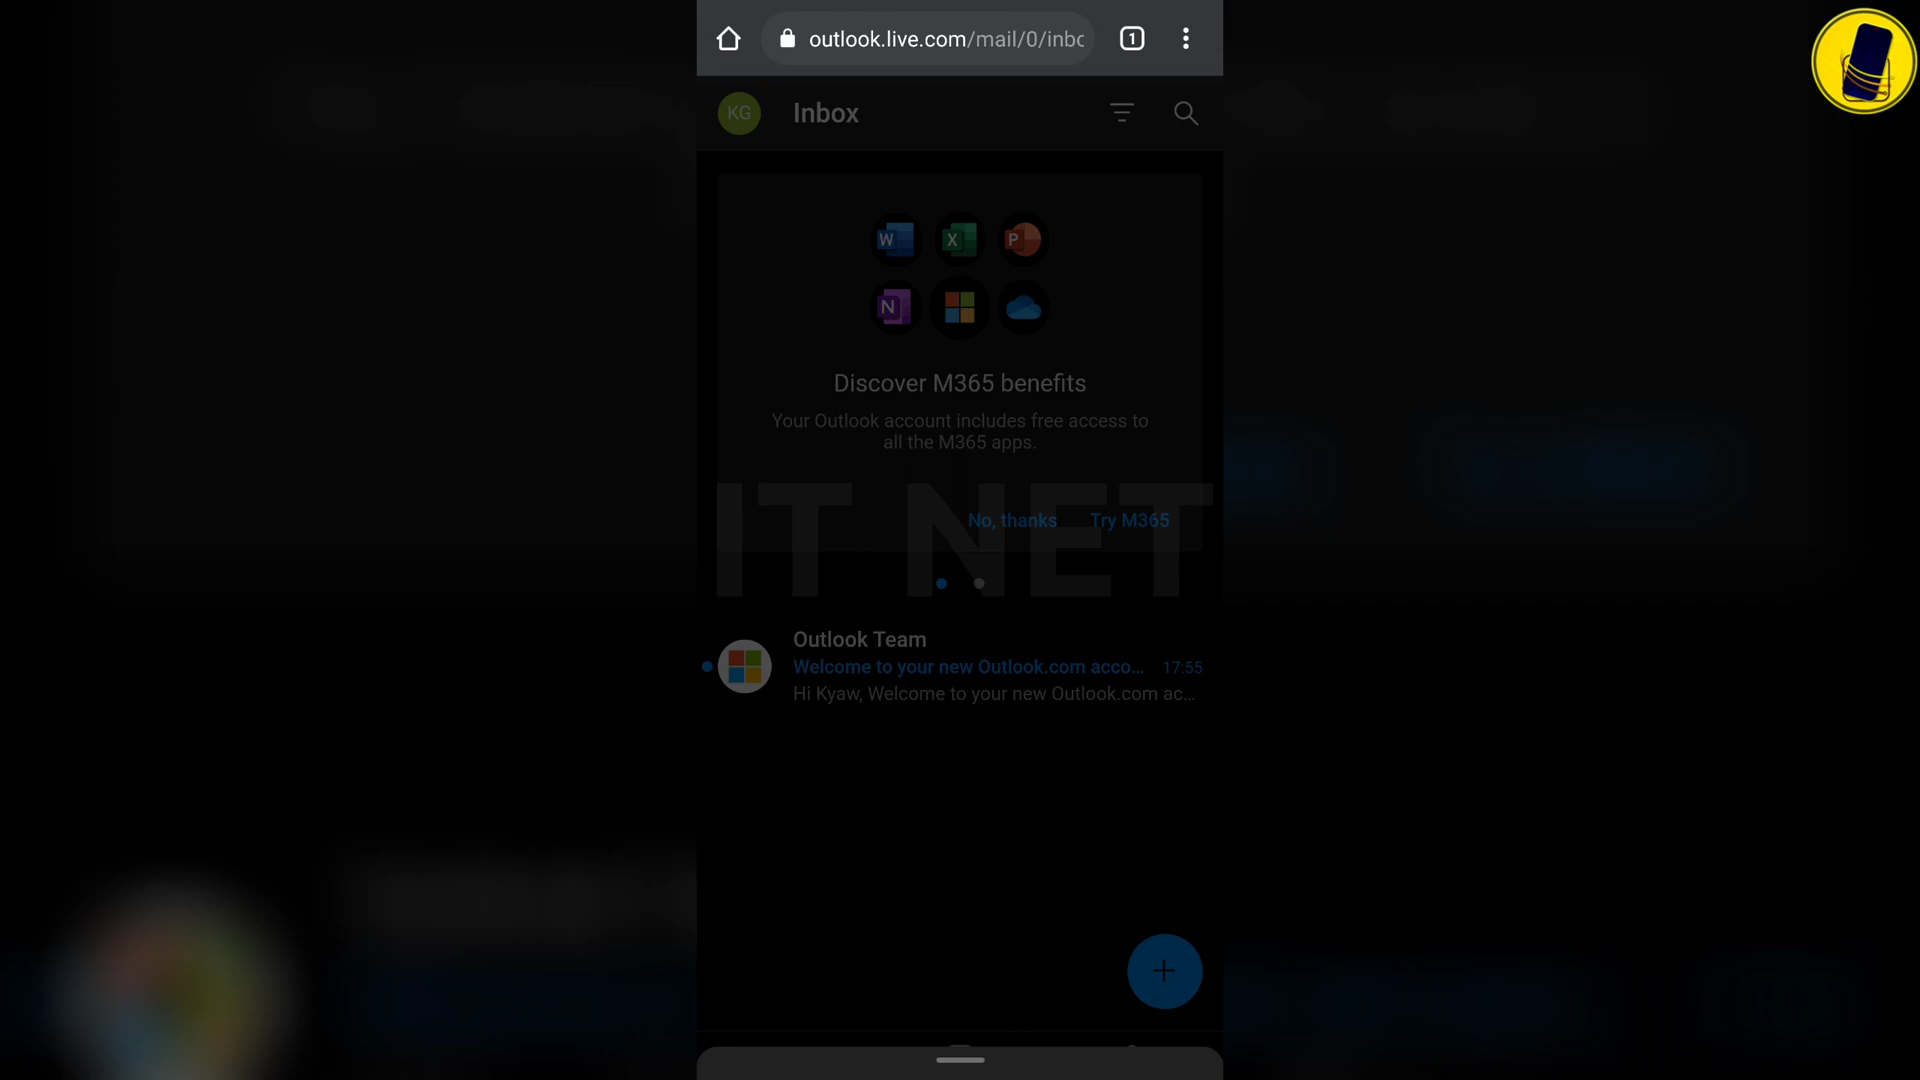 outlook.live.com/mail/0/inbc
1
KG
Inbox
W
X
P
N
Discover M365 benefits
Your Outlook account includes free access to
all the M365 apps.
IT NET
No, thanks
Try M365
Outlook Team
Welcome to your new Outlook.com acco...
17:55
Hi Kyaw, Welcome to your new Outlook.com ac...